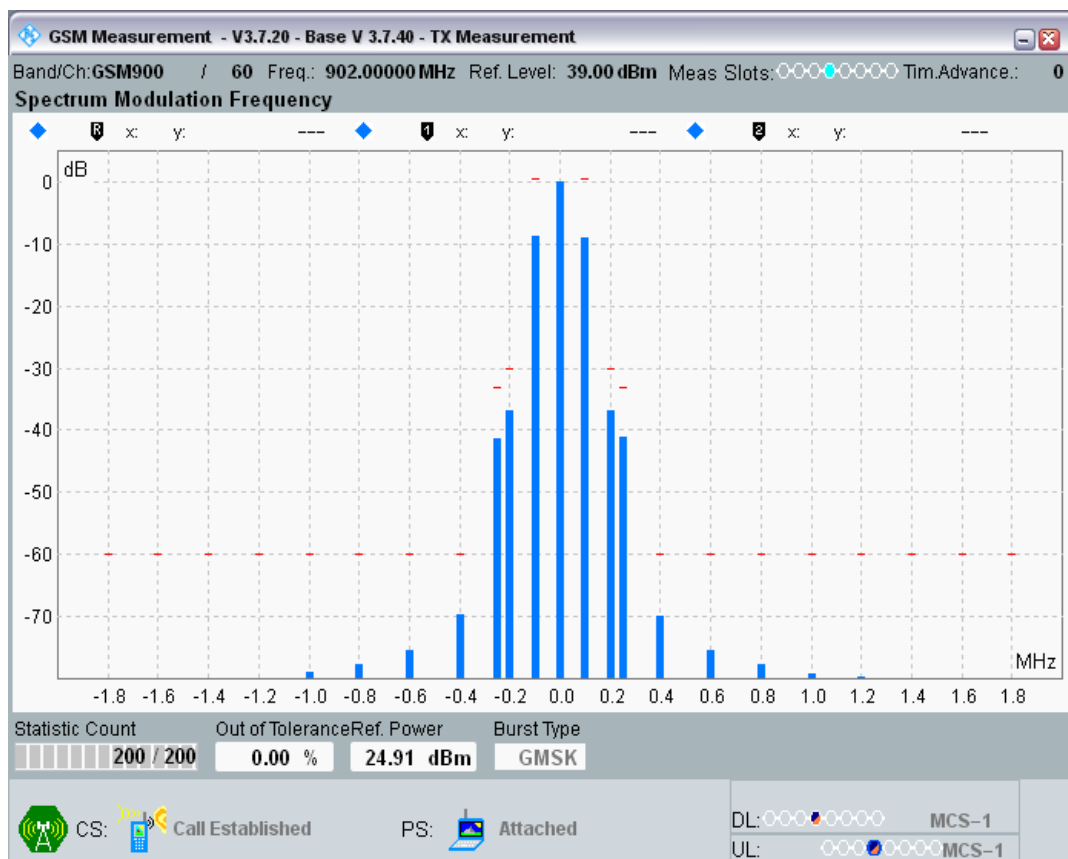 GSM Measurement - V3.7.20 - Base V 3.7.40 - TX Measurement
Band/Ch:GSM900 / 60 Freq.: 902.00000 MHz Ref. Level: 39.00 dBm Meas Slots: Tim.Advance.: 0
Spectrum Modulation Frequency
R x: y: --- 1 x: y: --- 2 x: y: ---
dB
0
-10
-20
-30
-40
-50
-60
-70
MHz
-1.8 -1.6 -1.4 -1.2 -1.0 -0.8 -0.6 -0.4 -0.2 0.0 0.2 0.4 0.6 0.8 1.0 1.2 1.4 1.6 1.8
Statistic Count Out of Tolerance Ref. Power Burst Type
200 / 200 0.00 % 24.91 dBm GMSK
CS: Call Established PS: Attached DL: MCS-1
UL: MCS-1